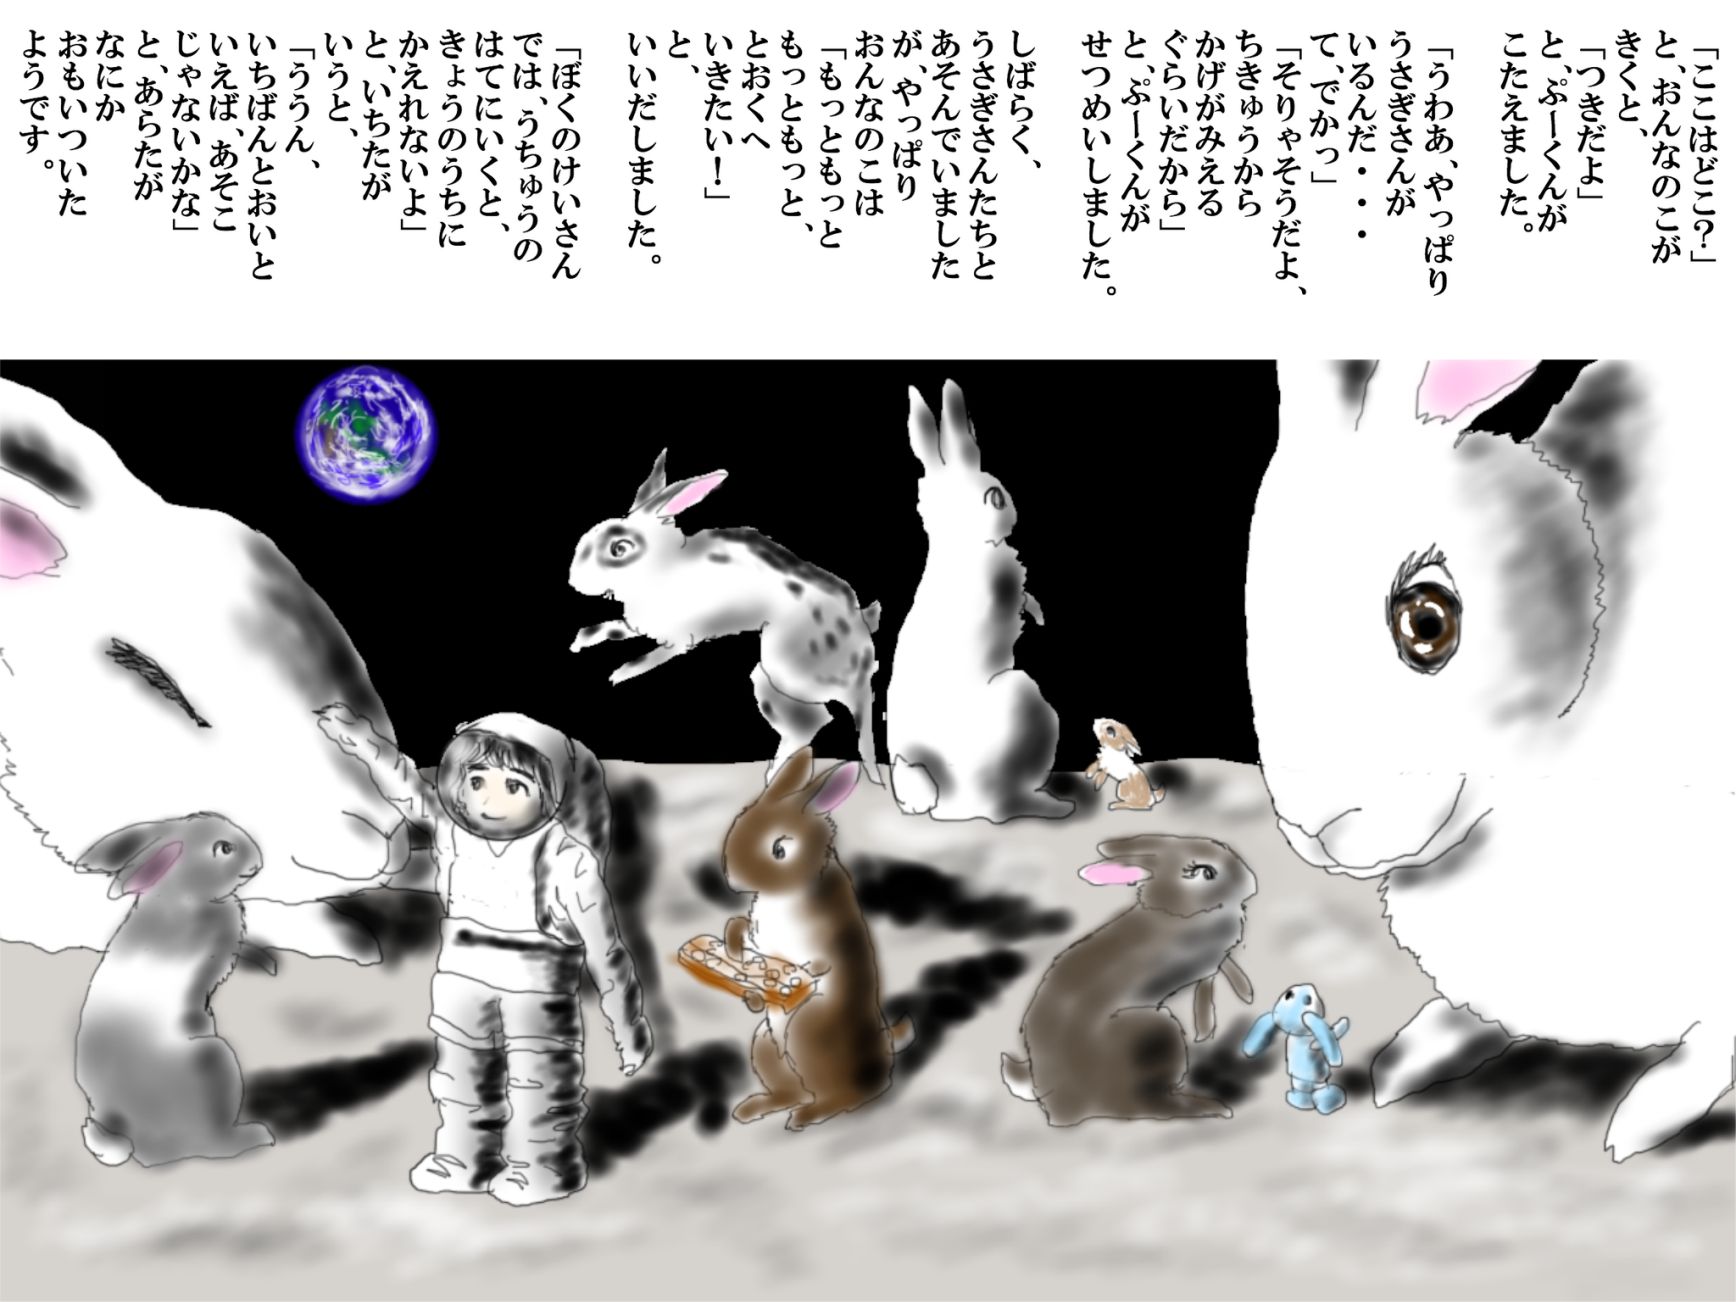 「ここはどこ？」
と、おんなのこが
きくと、
「つきだよ」
と、ぷーくんが
こたえました。
「うわあ、やっぱり
うさぎさんが
いるんだ・・・
て、でかっ」
「そりゃそうだよ、
ちきゅうから
かげがみえる
ぐらいだから」
と、ぷーくんが
せつめいしました。
しばらく、
うさぎさんたちと
あそんでいました
が、やっぱり
おんなのこは
「もっともっと
もっともっと、
とおくへ
いきたい！」
と、
いいだしました。
「ぼくのけいさん
では、うちゅうの
はてにいくと、
きょうのうちに
かえれないよ」
と、いちたが
いうと、
「ううん、
いちばんとおいと
いえば、あそこ
じゃないかな」
と、あらたが
なにか
おもいついた
ようです。